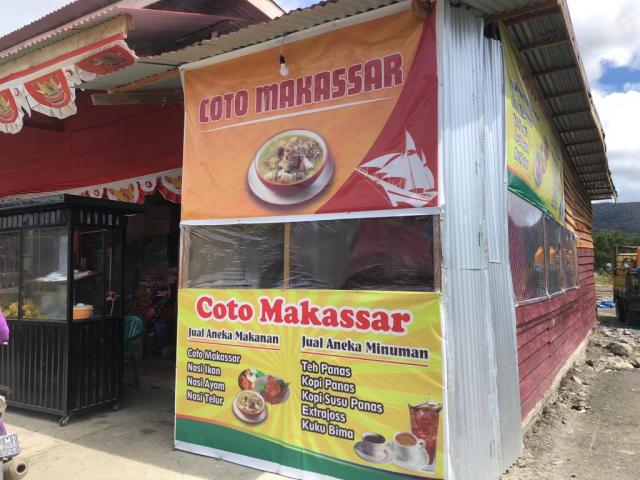 COTO MAKASSAR
Coto Makassar
Jual Aneka Makanan
Coto Makassar
Nasi Ikan
Nasi Ayam
Nasi Telur
Jual Aneka Minuman
Teh Panas
Kopi Panas
Kopi Susu Panas
Extrajoss
Kuku Bima